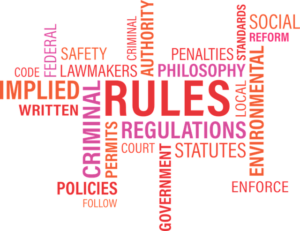 SOCIAL
REFORM
STANDARDS
CRIMINAL
AUTHORITY
FEDERAL
SAFETY
PENALTIES
CODE
LAWMAKERS
PHILOSOPHY
IMPLIED
WRITTEN
CRIMINAL
RULES
LOCAL
ENVIRONMENTAL
REGULATIONS
PERMITS
COURT
STATUTES
GOVERNMENT
POLICIES
FOLLOW
ENFORCE